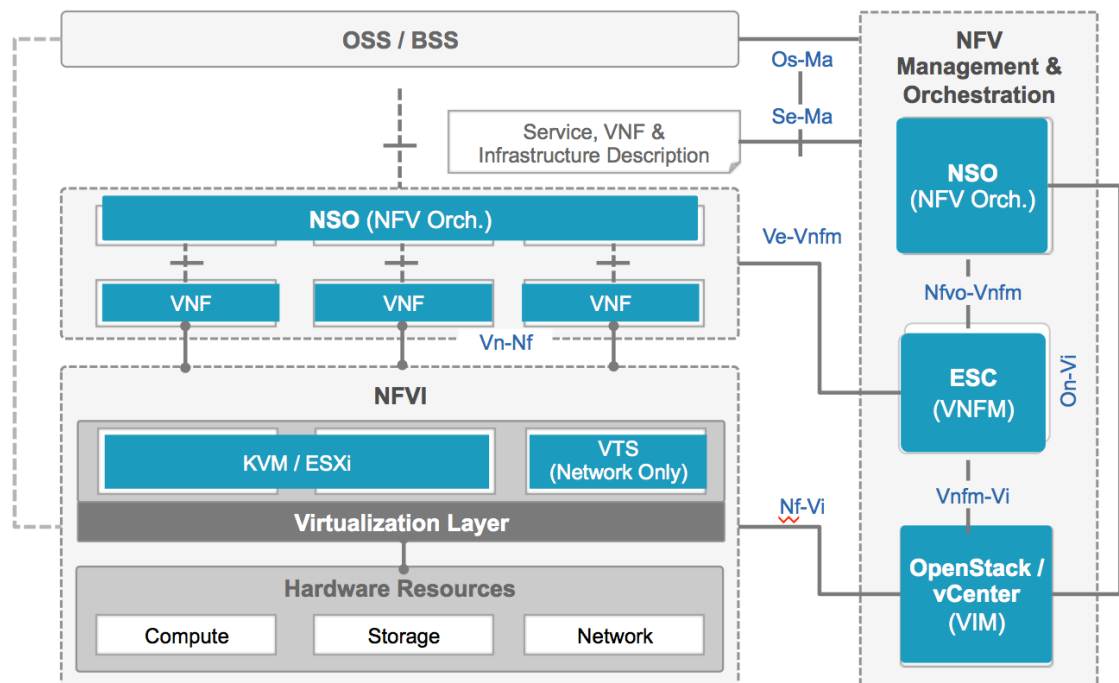 OSS / BSS
Os-Ma
Se-Ma
Service, VNF &
Infrastructure Description
NSO (NFV Orch.)
VNF
VNF
VNF
Vn-Nf
Ve-Vnfm
NFVI
KVM / ESXi
VTS
(Network Only)
Virtualization Layer
Nf-Vi
Hardware Resources
Compute
Storage
Network
NFV
Management &
Orchestration
NSO
(NFV Orch.)
Nfvo-Vnfm
ESC
(VNFM)
On-Vi
Vnfm-Vi
OpenStack /
vCenter
(VIM)